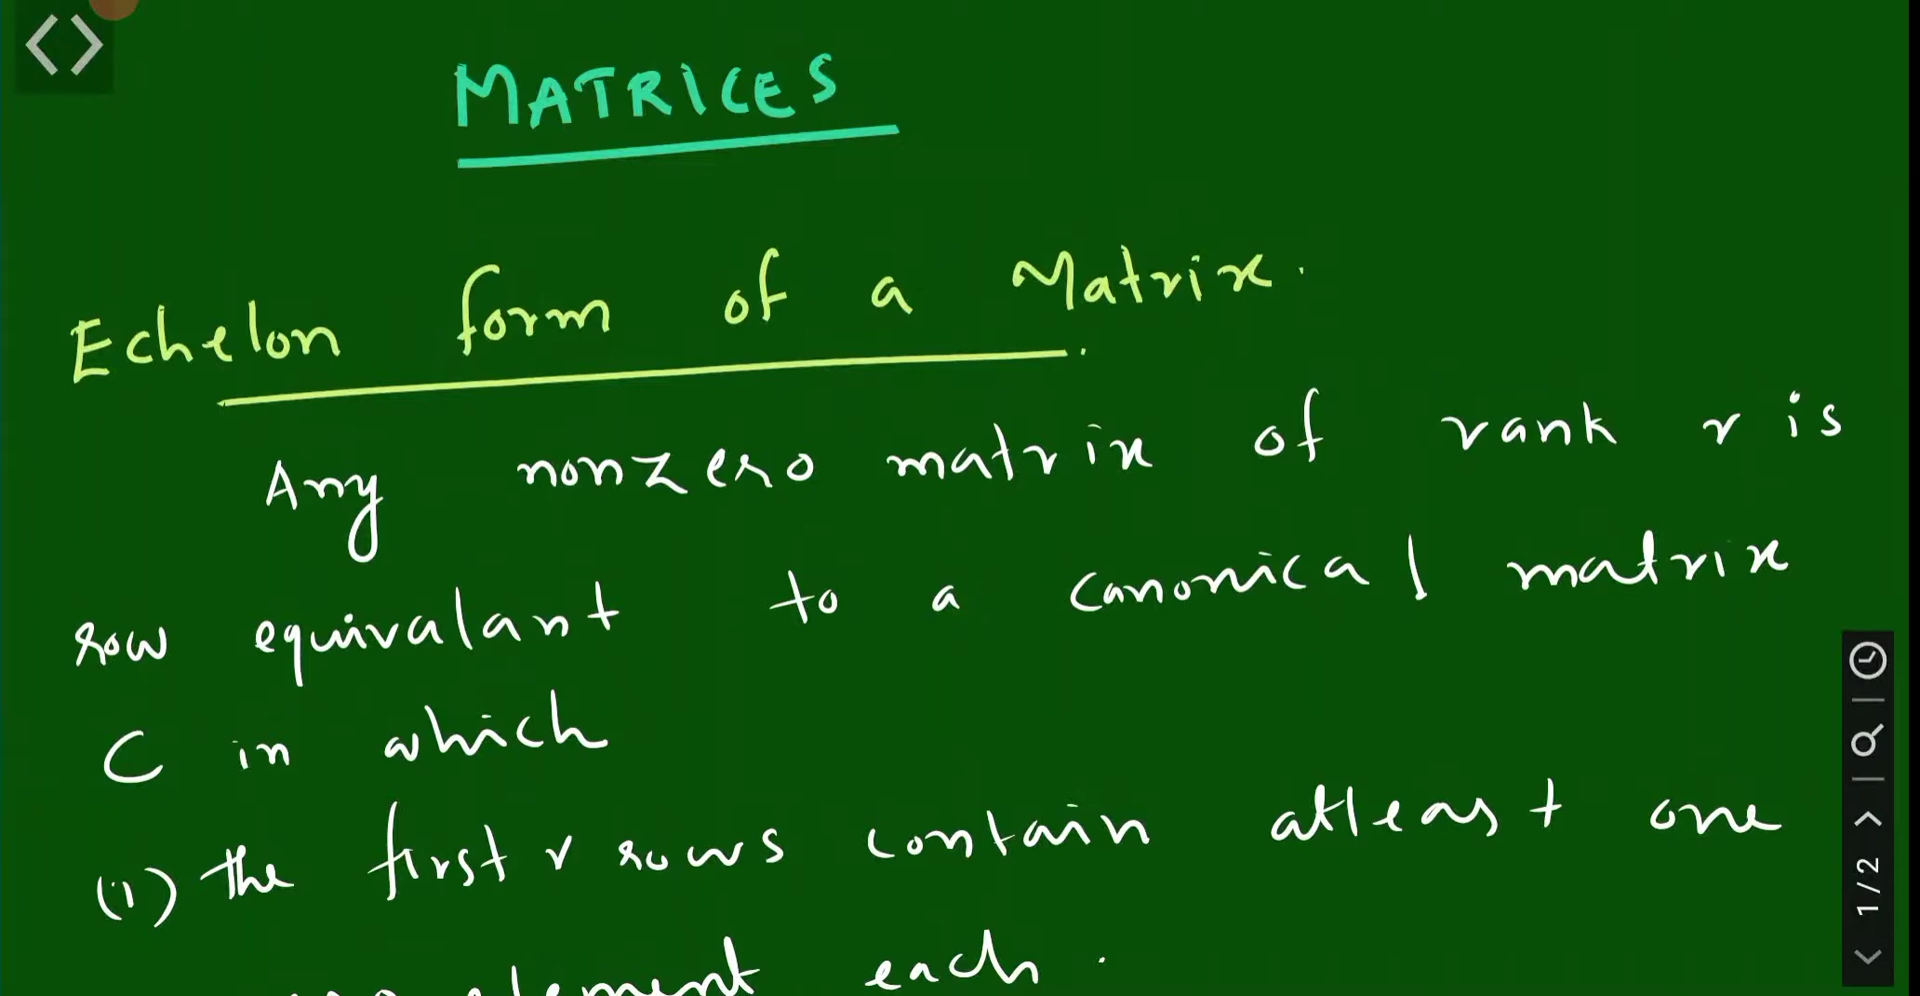 MATRICES
Echelon form of a Matrix.
Any nonzero matrix of rank r is
row equivalant to a canonical matrix
C in which
(i) the first r rows contain atleast one
element each.
1/2